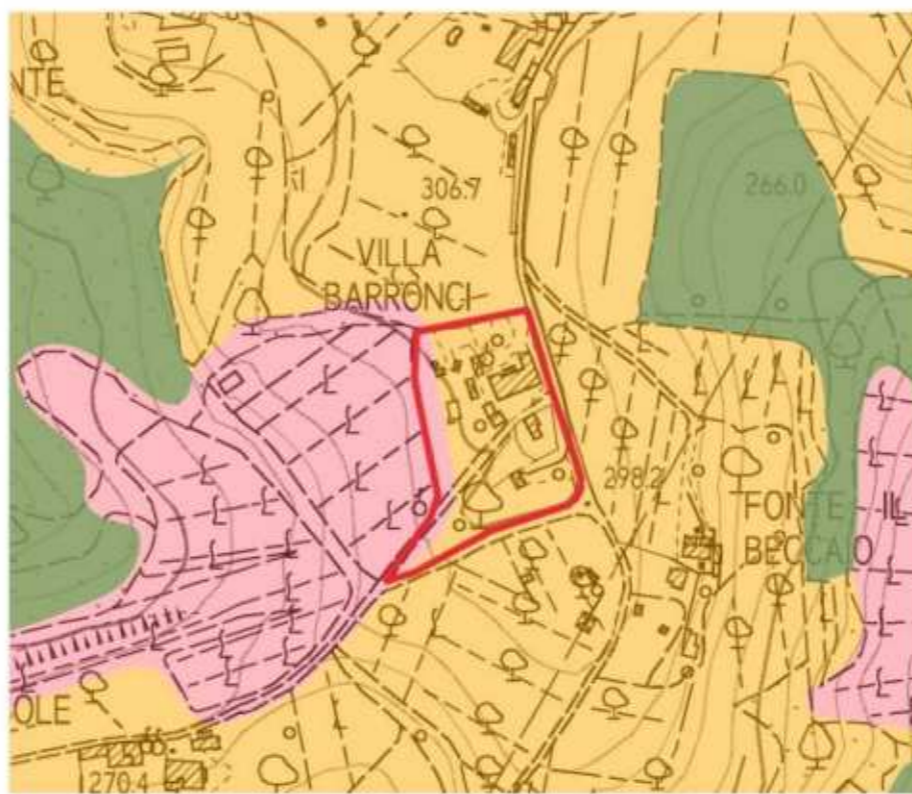 NTE
306.7
266.0
VILLA
BARRONCI
298.2
FONTE IL
BECCAIO
OLE
270.4